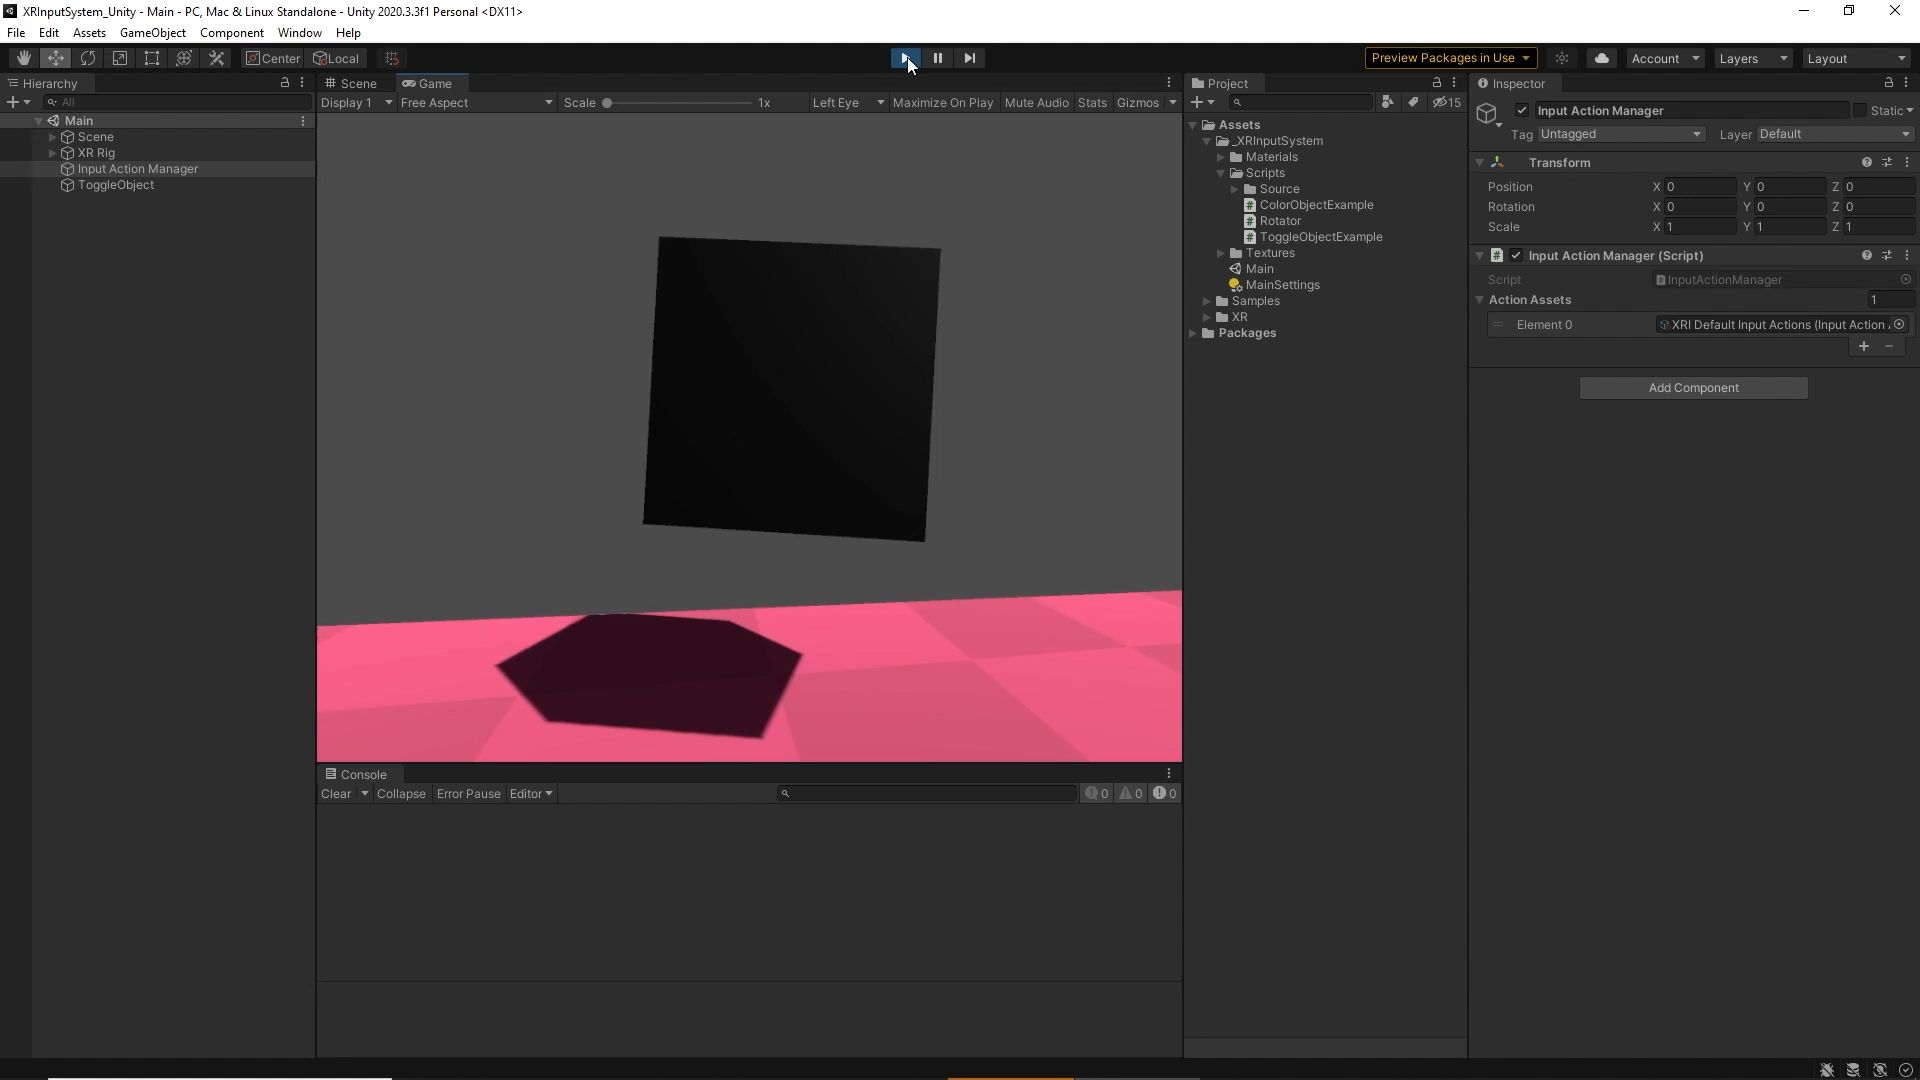 XRInputSystem_Unity - Main - PC, Mac & Linux Standalone - Unity 2020.3.3f1 Personal <DX11>
File Edit Assets GameObject Component Window Help
Center Local Preview Packages in Use Account Layers Layout
Hierarchy
All
Main
Scene
XR Rig
Input Action Manager
ToggleObject
Scene Game
Display 1 Free Aspect Scale 1x Left Eye Maximize On Play Mute Audio Stats Gizmos
Console
Clear Collapse Error Pause Editor 0 0 0
Project
15
Assets
_XRInputSystem
Materials
Scripts
Source
ColorObjectExample
Rotator
ToggleObjectExample
Textures
Main
MainSettings
Samples
XR
Packages
Inspector
Input Action Manager Static
Tag Untagged Layer Default
Transform
Position X 0 Y 0 Z 0
Rotation X 0 Y 0 Z 0
Scale X 1 Y 1 Z 1
Input Action Manager (Script)
Script InputActionManager
Action Assets 1
Element 0 XRI Default Input Actions (Input Action
Add Component